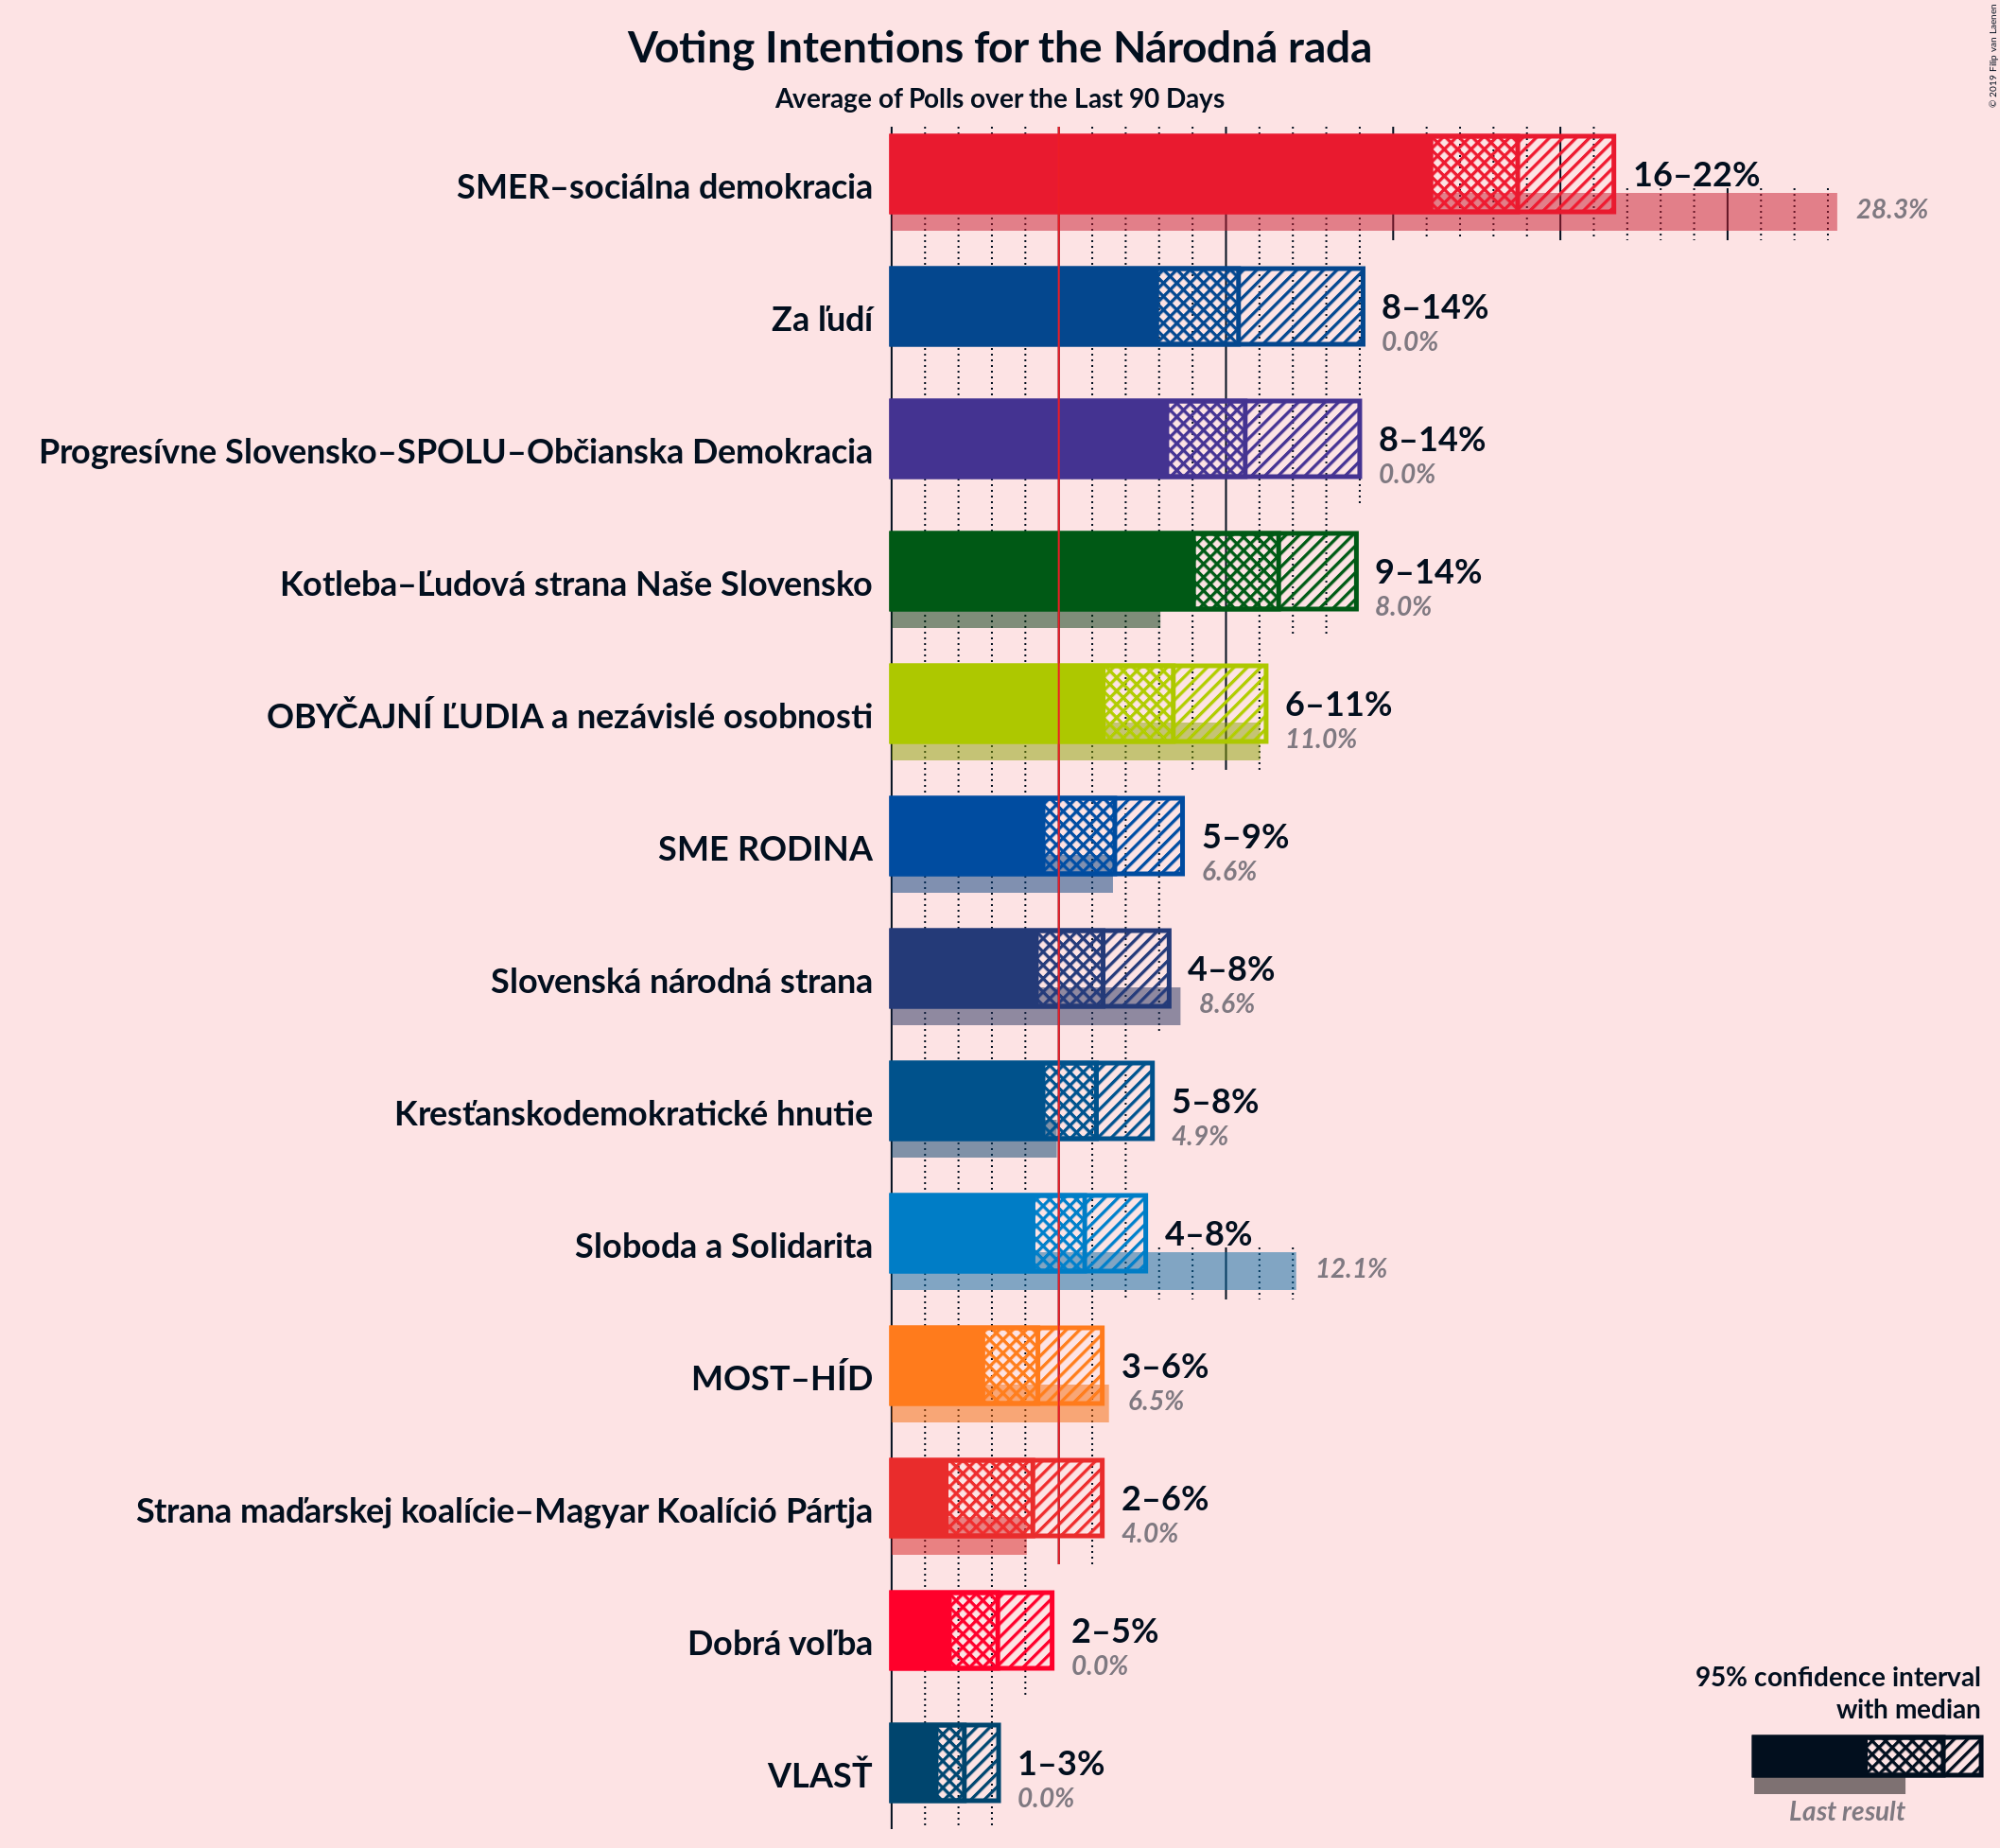 Voting Intentions for the Národná rada
Average of Polls over the Last 90 Days
© 2019 Filip van Laenen
SMER–sociálna demokracia
16–22%
28.3%
Za ľudí
8–14%
0.0%
Progresívne Slovensko–SPOLU–Občianska Demokracia
8–14%
0.0%
Kotleba–Ľudová strana Naše Slovensko
9–14%
8.0%
OBYČAJNÍ ĽUDIA a nezávislé osobnosti
6–11%
11.0%
SME RODINA
5–9%
6.6%
Slovenská národná strana
4–8%
8.6%
Kresťanskodemokratické hnutie
5–8%
4.9%
Sloboda a Solidarita
4–8%
12.1%
MOST–HÍD
3–6%
6.5%
Strana maďarskej koalície–Magyar Koalíció Pártja
2–6%
4.0%
Dobrá voľba
2–5%
0.0%
VLASŤ
1–3%
0.0%
95% confidence interval
with median
Last result